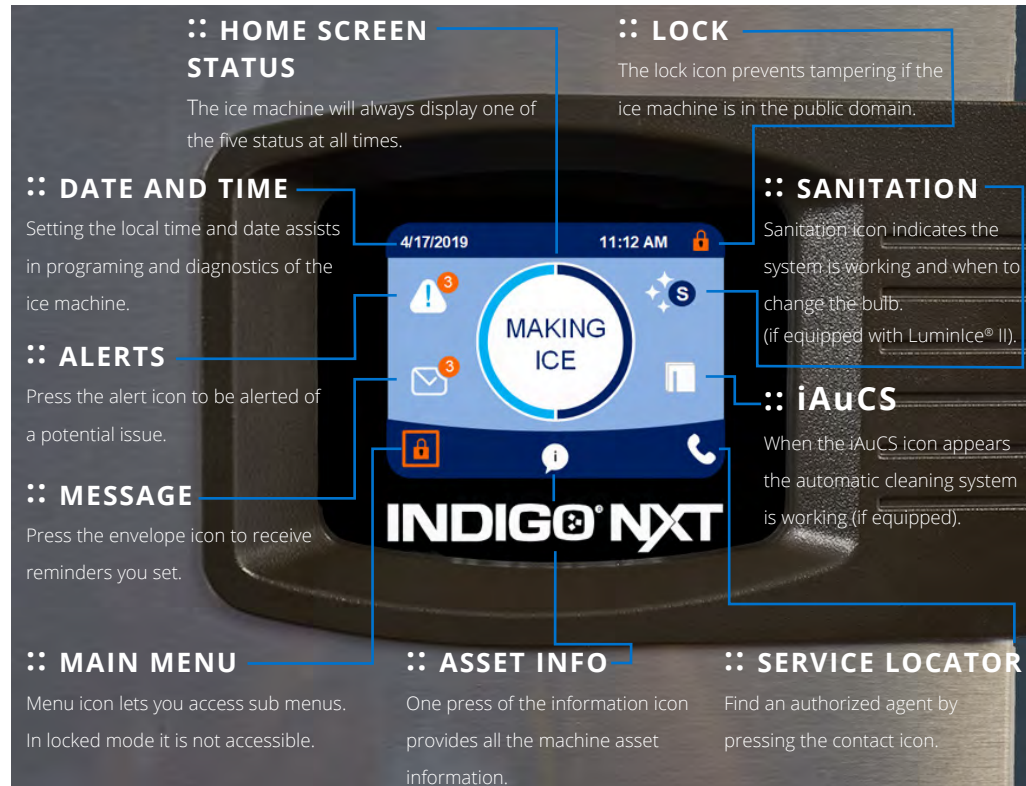 :: HOME SCREEN
STATUS
The ice machine will always display one of
the five status at all times.
:: LOCK
The lock icon prevents tampering if the
ice machine is in the public domain.
:: DATE AND TIME
Setting the local time and date assists
in programing and diagnostics of the
ice machine.
:: ALERTS
Press the alert icon to be alerted of
a potential issue.
:: MESSAGE
Press the envelope icon to receive
reminders you set.
4/17/2019 11:12 AM
3
S
MAKING
ICE
3
i
INDIGO® NXT
:: SANITATION
Sanitation icon indicates the
system is working and when to
change the bulb.
(if equipped with LuminIce® II).
:: iAuCS
When the iAuCS icon appears
the automatic cleaning system
is working (if equipped).
:: MAIN MENU
Menu icon lets you access sub menus.
In locked mode it is not accessible.
:: ASSET INFO
One press of the information icon
provides all the machine asset
information.
:: SERVICE LOCATOR
Find an authorized agent by
pressing the contact icon.